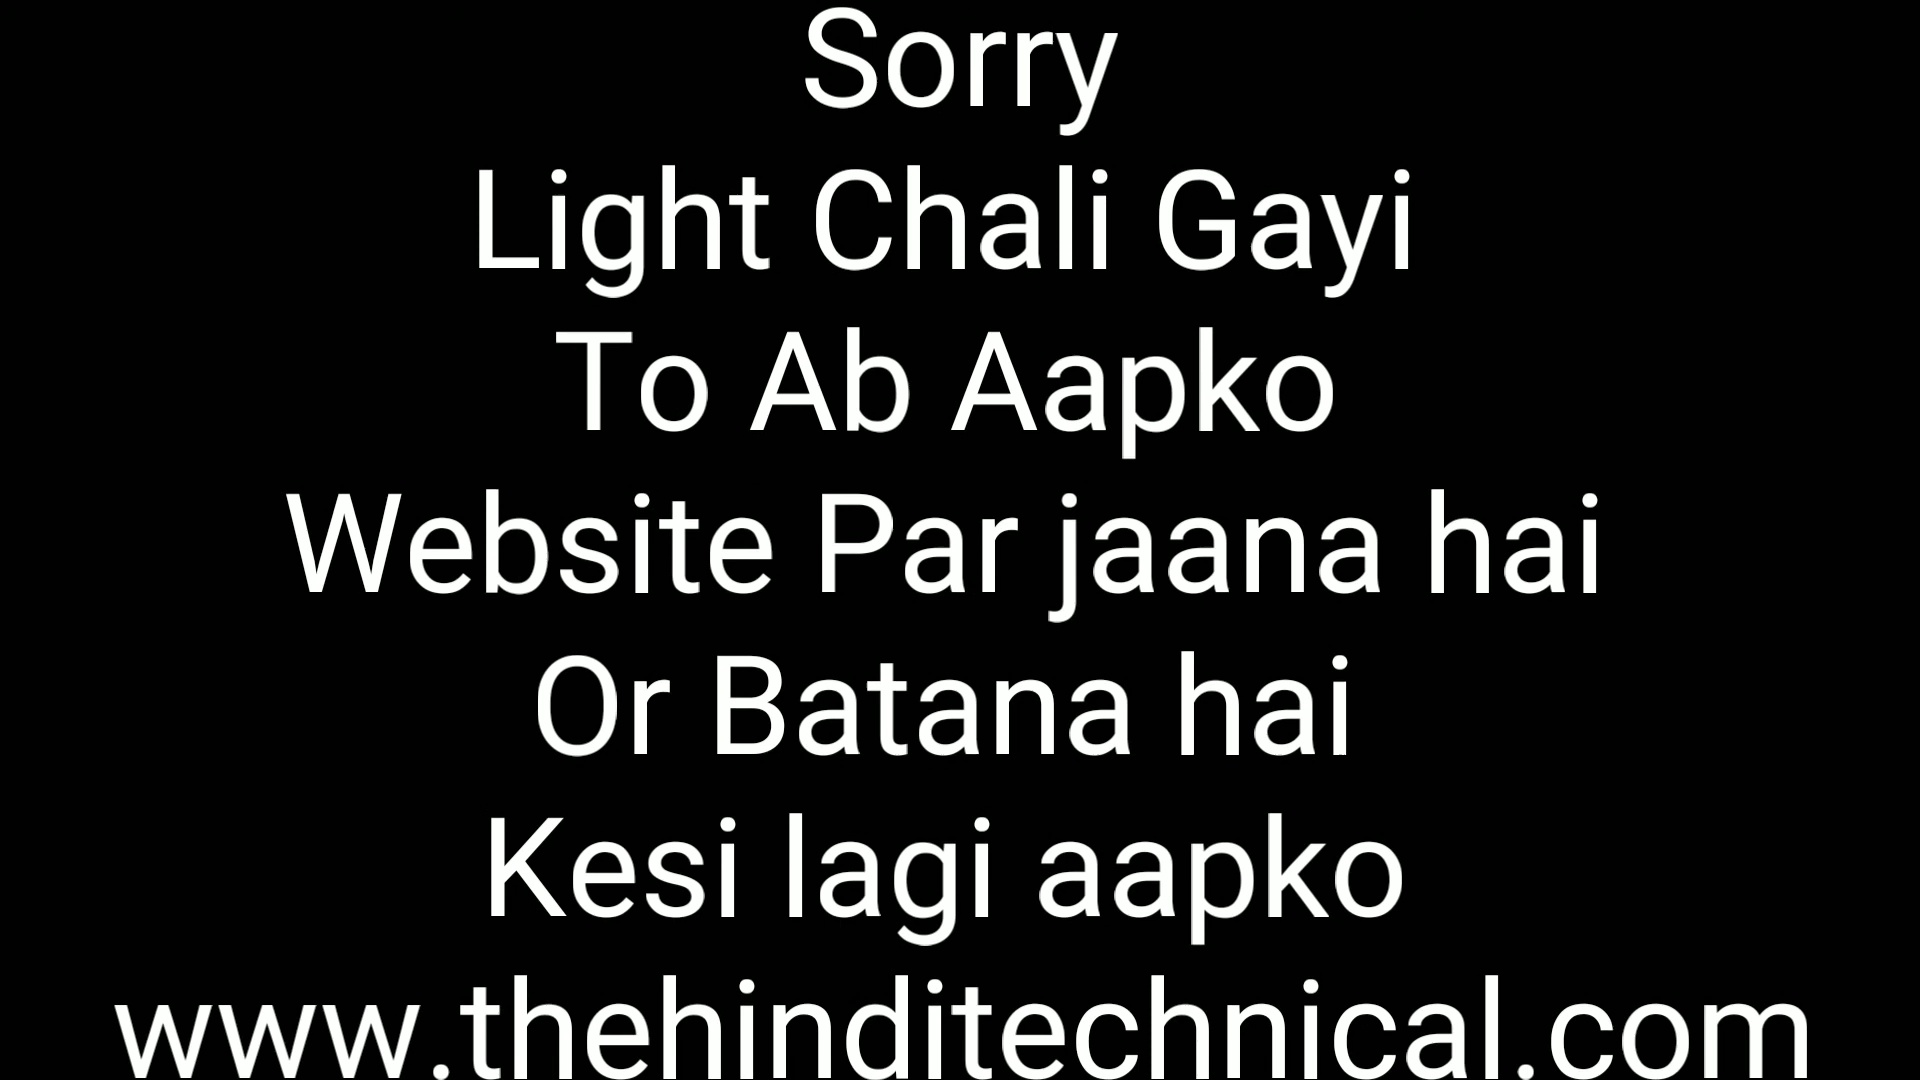 Sorry
Light Chali Gayi
To Ab Aapko
Website Par jaana hai
Or Batana hai
Kesi lagi aapko
www.thehinditechnical.com